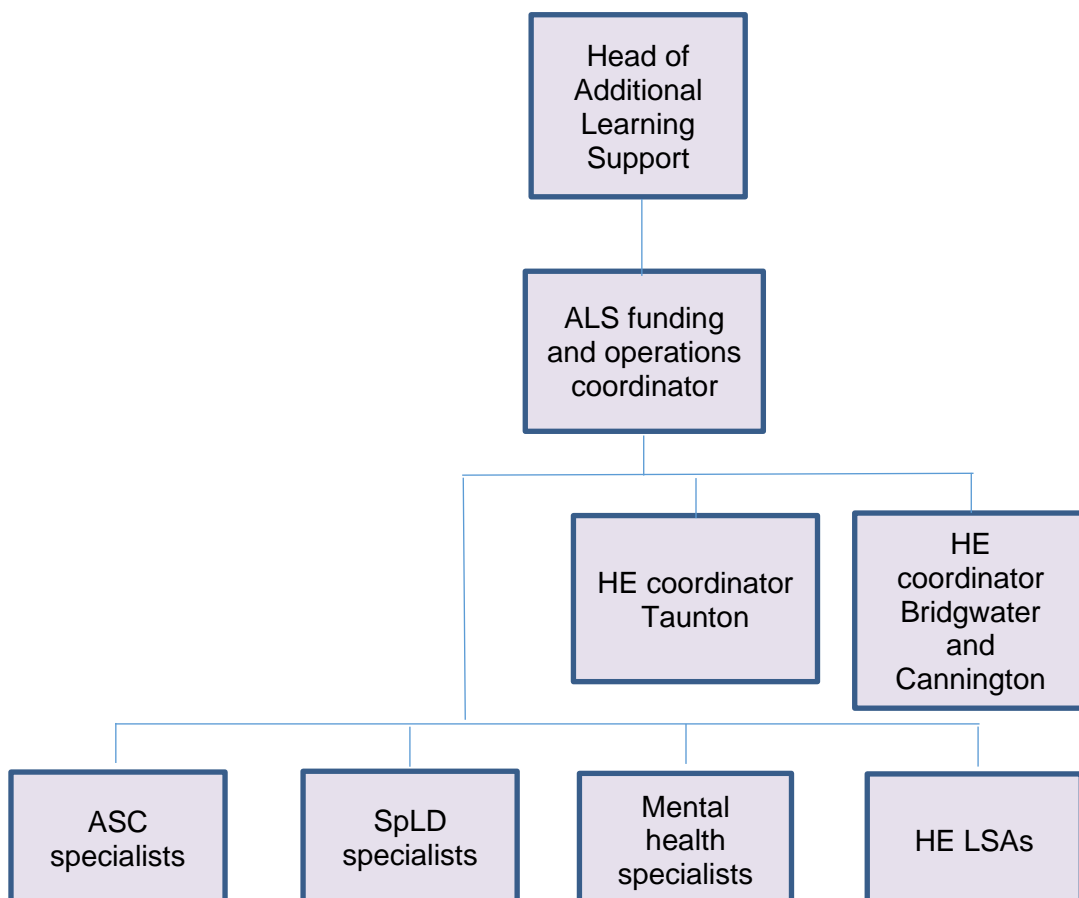 Head of
Additional
Learning
Support
ALS funding
and operations
coordinator
HE coordinator
Taunton
HE
coordinator
Bridgwater
and
Cannington
ASC
specialists
SpLD
specialists
Mental
health
specialists
HE LSAs